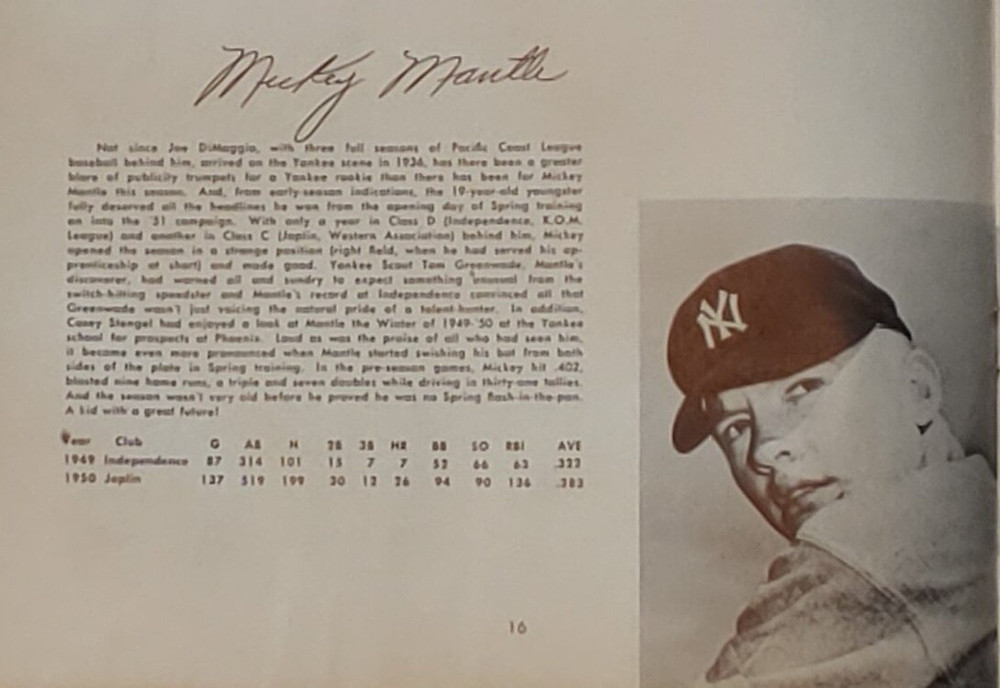 Mickey Mantle
Not since Joe DiMaggio, with three full seasons of Pacific Coast League
baseball behind him, arrived on the Yankee scene in 1936, has there been a greater
blare of publicity trumpets for a Yankee rookie than there has been for Mickey
Mantle this season. And, from early-season indications, the 19-year-old youngster
fully deserved all the headlines he won from the opening day of Spring training
on into the '51 campaign. With only a year in Class D (Independence, K.O.M.
League) and another in Class C (Joplin, Western Association) behind him, Mickey
opened the season in a strange position (right field, when he had served his ap-
prenticeship at short) and made good. Yankee Scout Tom Greenwade, Mantle's
discoverer, had warned all and sundry to expect something unusual from the
switch-hitting speedster and Mantle's record at Independence convinced all that
Greenwade wasn't just voicing the natural pride of a talent-hunter. In addition,
Casey Stengel had enjoyed a look at Mantle the Winter of 1949-'50 at the Yankee
school for prospects at Phoenix. Loud as was the praise of all who had seen him,
it became even more pronounced when Mantle started swishing his bat from both
sides of the plate in Spring training. In the pre-season games, Mickey hit .402,
blasted nine home runs, a triple and seven doubles while driving in thirty-one tallies.
And the season wasn't very old before he proved he was no Spring flash-in-the-pan.
A kid with a great future!
Year Club G AB H 2B 3B HR BB SO RBI AVE
1949 Independence 87 314 101 15 7 7 52 66 63 .322
1950 Joplin 137 519 199 30 12 26 94 90 136 .383
NY
16